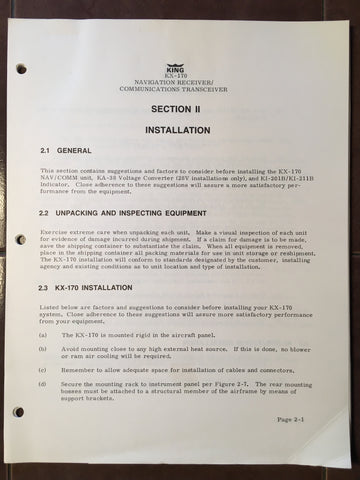 KING
KX-170
NAVIGATION RECEIVER/
COMMUNICATIONS TRANSCEIVER
SECTION II
INSTALLATION
2.1 GENERAL
This section contains suggestions and factors to consider before installing the KX-170
NAV/COMM unit, KA-38 Voltage Converter (28V installations only), and KI-201B/KI-211B
Indicator. Close adherence to these suggestions will assure a more satisfactory per-
formance from the equipment.
2.2 UNPACKING AND INSPECTING EQUIPMENT
Exercise extreme care when unpacking each unit. Make a visual inspection of each unit
for evidence of damage incurred during shipment. If a claim for damage is to be made,
save the shipping container to substantiate the claim. When all equipment is removed,
place in the shipping container all packing materials for use in unit storage or reshipment.
The KX-170 installation will conform to standards designated by the customer, installing
agency and existing conditions as to unit location and type of installation.
2.3 KX-170 INSTALLATION
Listed below are factors and suggestions to consider before installing your KX-170
system. Close adherence to these suggestions will assure more satisfactory performance
from your equipment.
(a) The KX-170 is mounted rigid in the aircraft panel.
(b) Avoid mounting close to any high external heat source. If this is done, no blower
or ram air cooling will be required.
(c) Remember to allow adequate space for installation of cables and connectors.
(d) Secure the mounting rack to instrument panel per Figure 2-7. The rear mounting
bosses must be attached to a structural member of the airframe by means of
support brackets.
Page 2-1